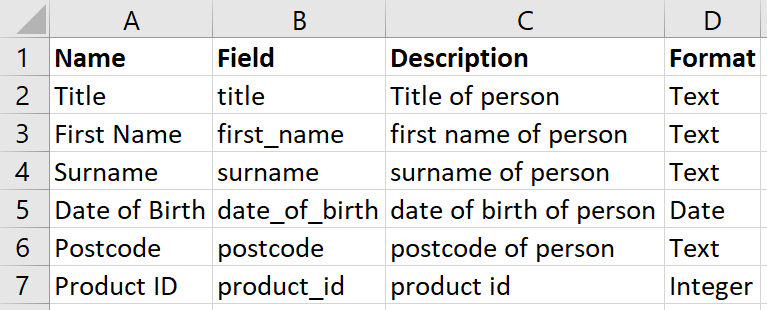 A B C D
1 Name Field Description Format
2 Title title Title of person Text
3 First Name first_name first name of person Text
4 Surname surname surname of person Text
5 Date of Birth date_of_birth date of birth of person Date
6 Postcode postcode postcode of person Text
7 Product ID product_id product id Integer